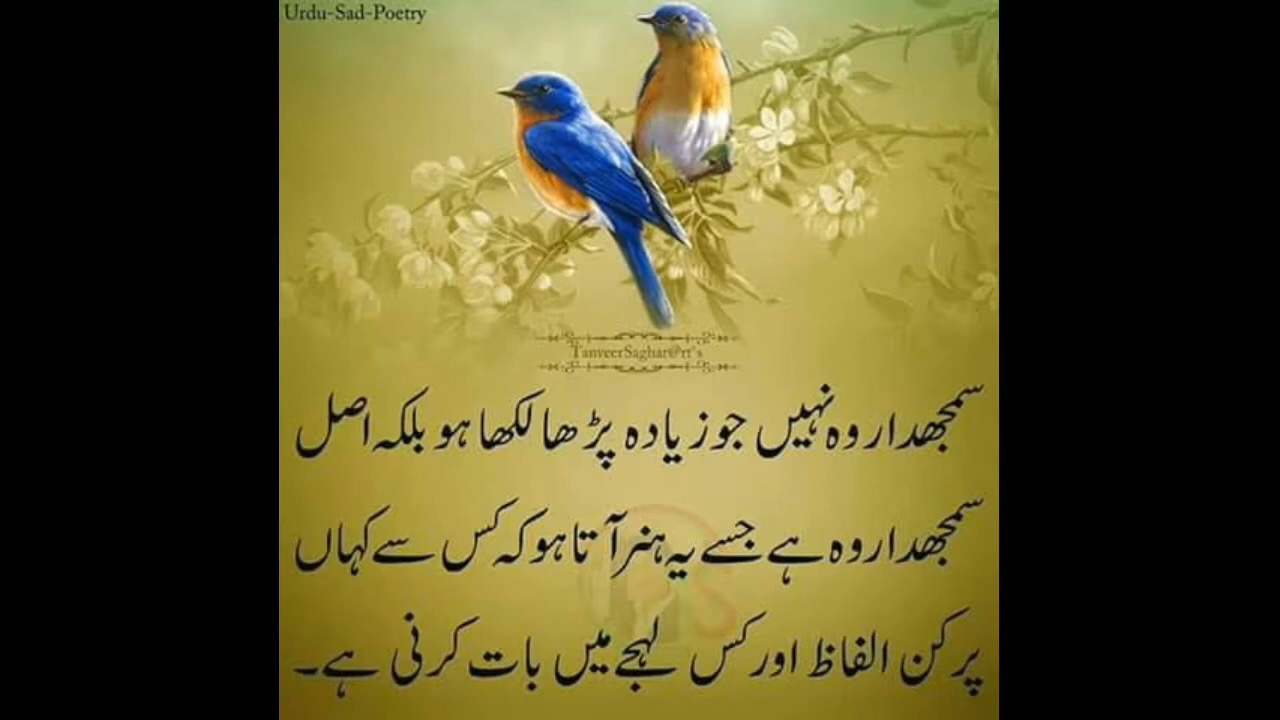 Urdu-Sad-Poetry
TanveerSaghar@rt's
سمجھدار وہ نہیں جو زیادہ پڑھا لکھا ہو بلکہ اصل
سمجھدار وہ ہے جسے یہ ہنر آتا ہو کہ کس سے کہاں
پر کن الفاظ اور کس لہجے میں بات کرنی ہے۔